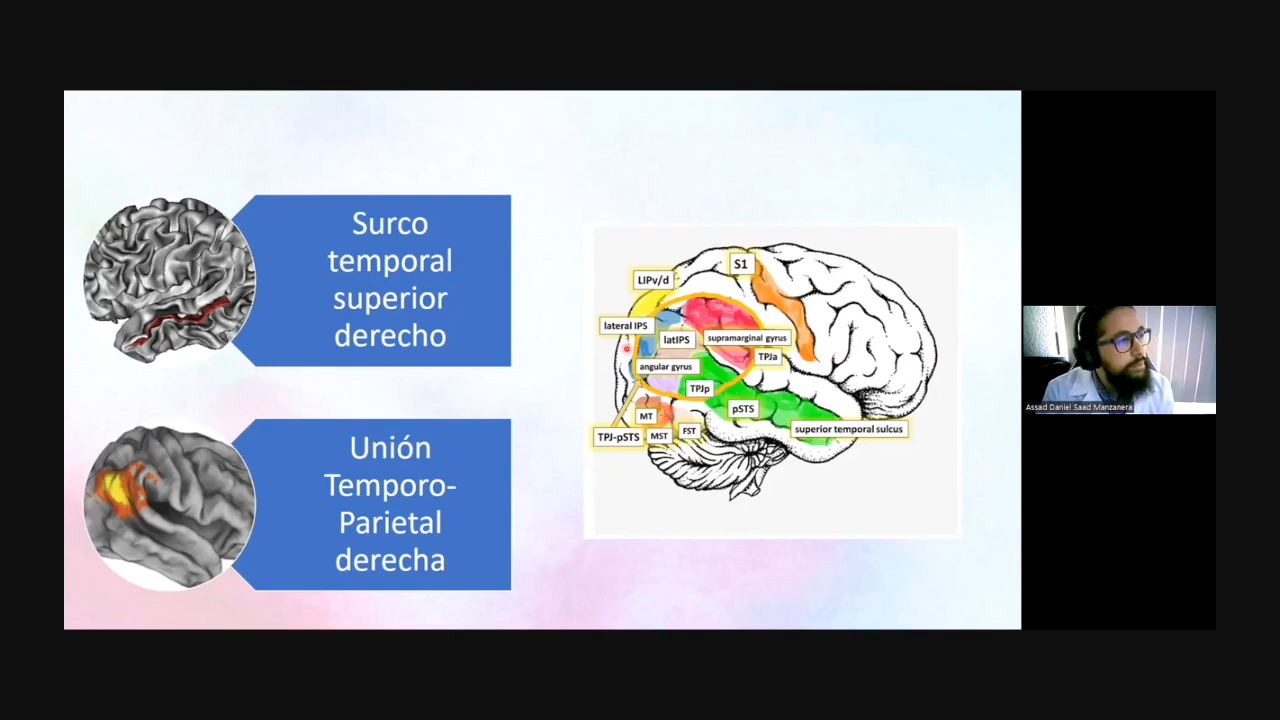 Surco
temporal
superior
derecho
Unión
Temporo-
Parietal
derecha
S1
LIPv/d
lateral IPS
latIPS
supramarginal gyrus
TPJa
angular gyrus
TPJp
pSTS
MT
superior temporal sulcus
TPJ-pSTS
MST
FST
Assad Daniel Saad Manzanera